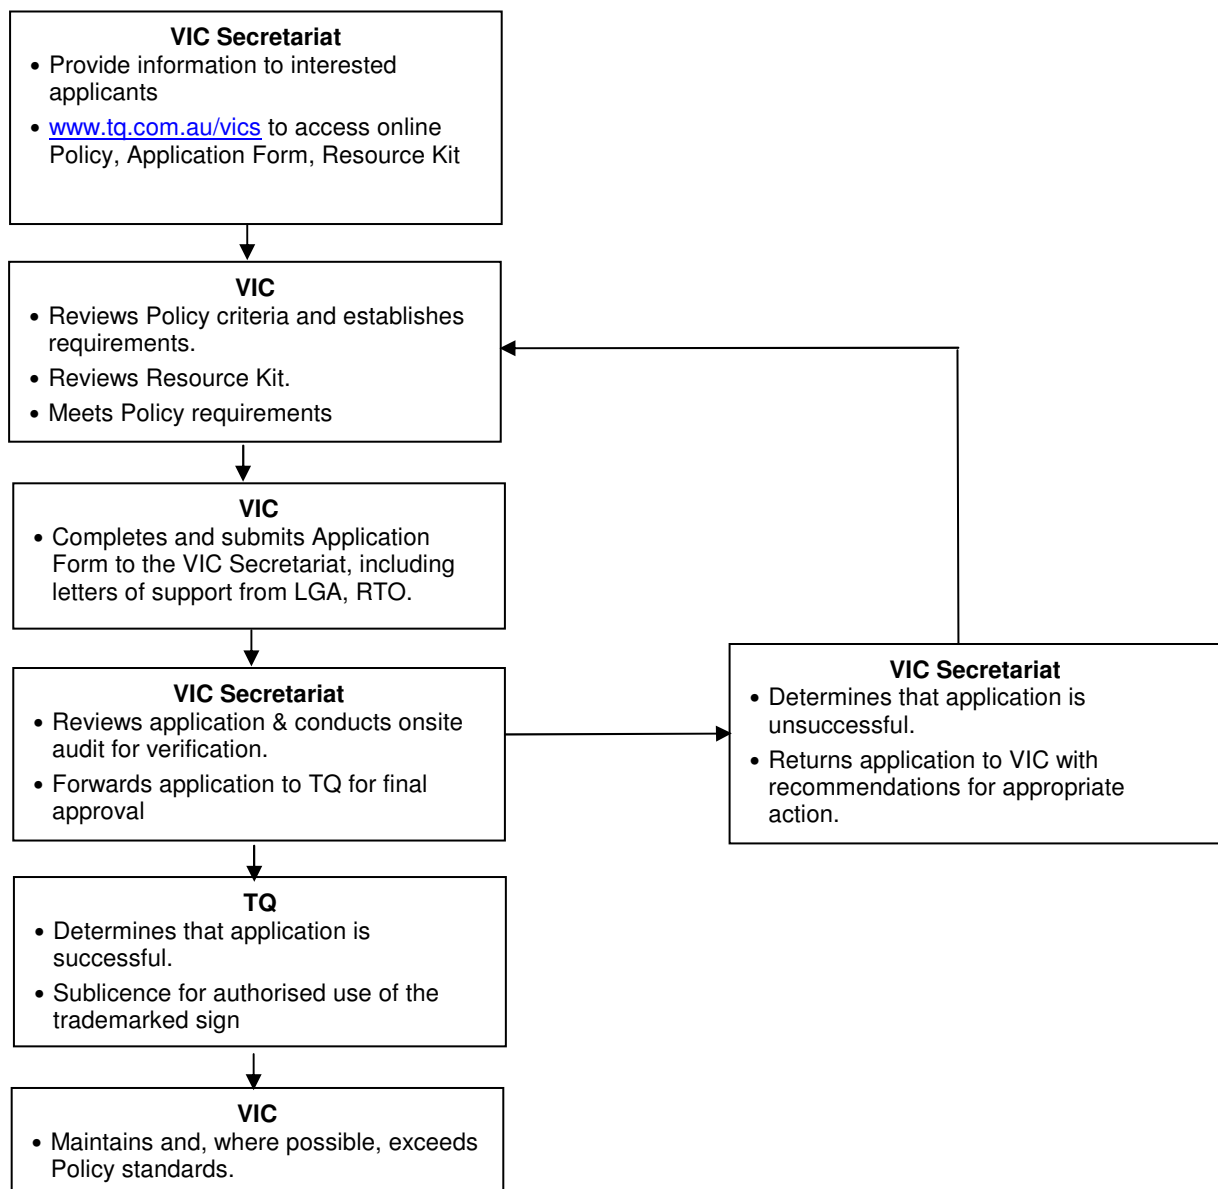 VIC Secretariat
• Provide information to interested
applicants
• www.tq.com.au/vics to access online
Policy, Application Form, Resource Kit
VIC
• Reviews Policy criteria and establishes
requirements.
• Reviews Resource Kit.
• Meets Policy requirements
VIC
• Completes and submits Application
Form to the VIC Secretariat, including
letters of support from LGA, RTO.
VIC Secretariat
• Reviews application & conducts onsite
audit for verification.
• Forwards application to TQ for final
approval
VIC Secretariat
• Determines that application is
unsuccessful.
• Returns application to VIC with
recommendations for appropriate
action.
TQ
• Determines that application is
successful.
• Sublicence for authorised use of the
trademarked sign
VIC
• Maintains and, where possible, exceeds
Policy standards.